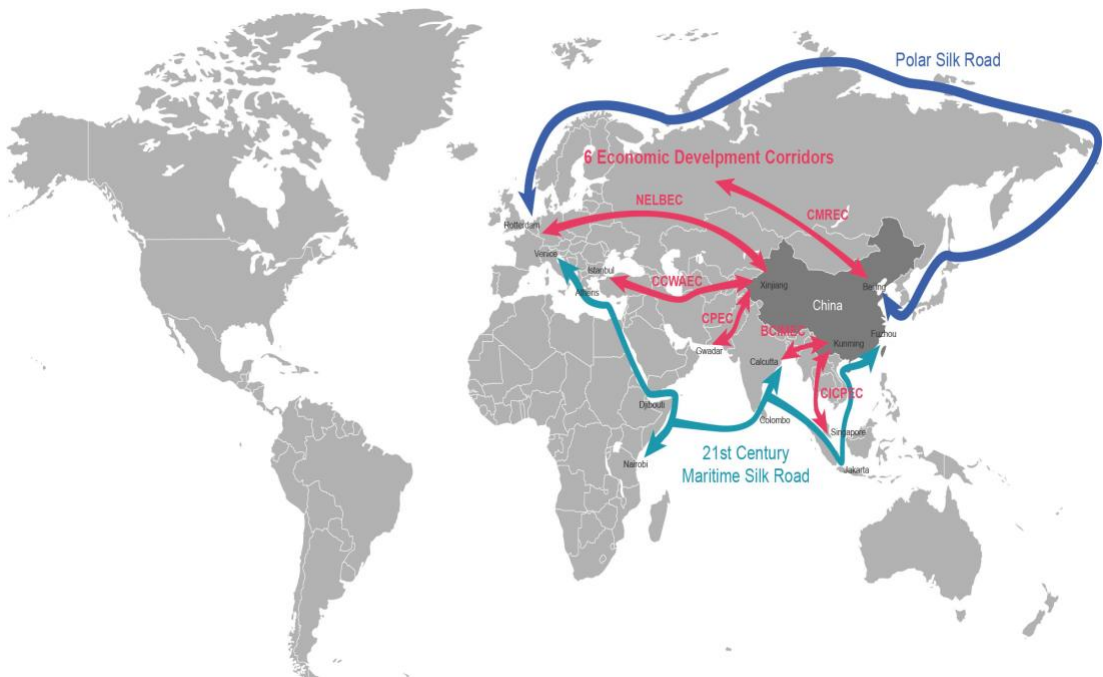 Polar Silk Road
6 Economic Develpment Corridors
NELBEC
CMREC
Rotterdam
Venice
Istanbul
CCWAEC
Xinjiang
Beijing
Athens
China
CPEC
BCIMEC
Fuzhou
Kunming
Gwadar
Calcutta
CICPEC
Djibouti
Colombo
Singapore
21st Century
Maritime Silk Road
Nairobi
Jakarta